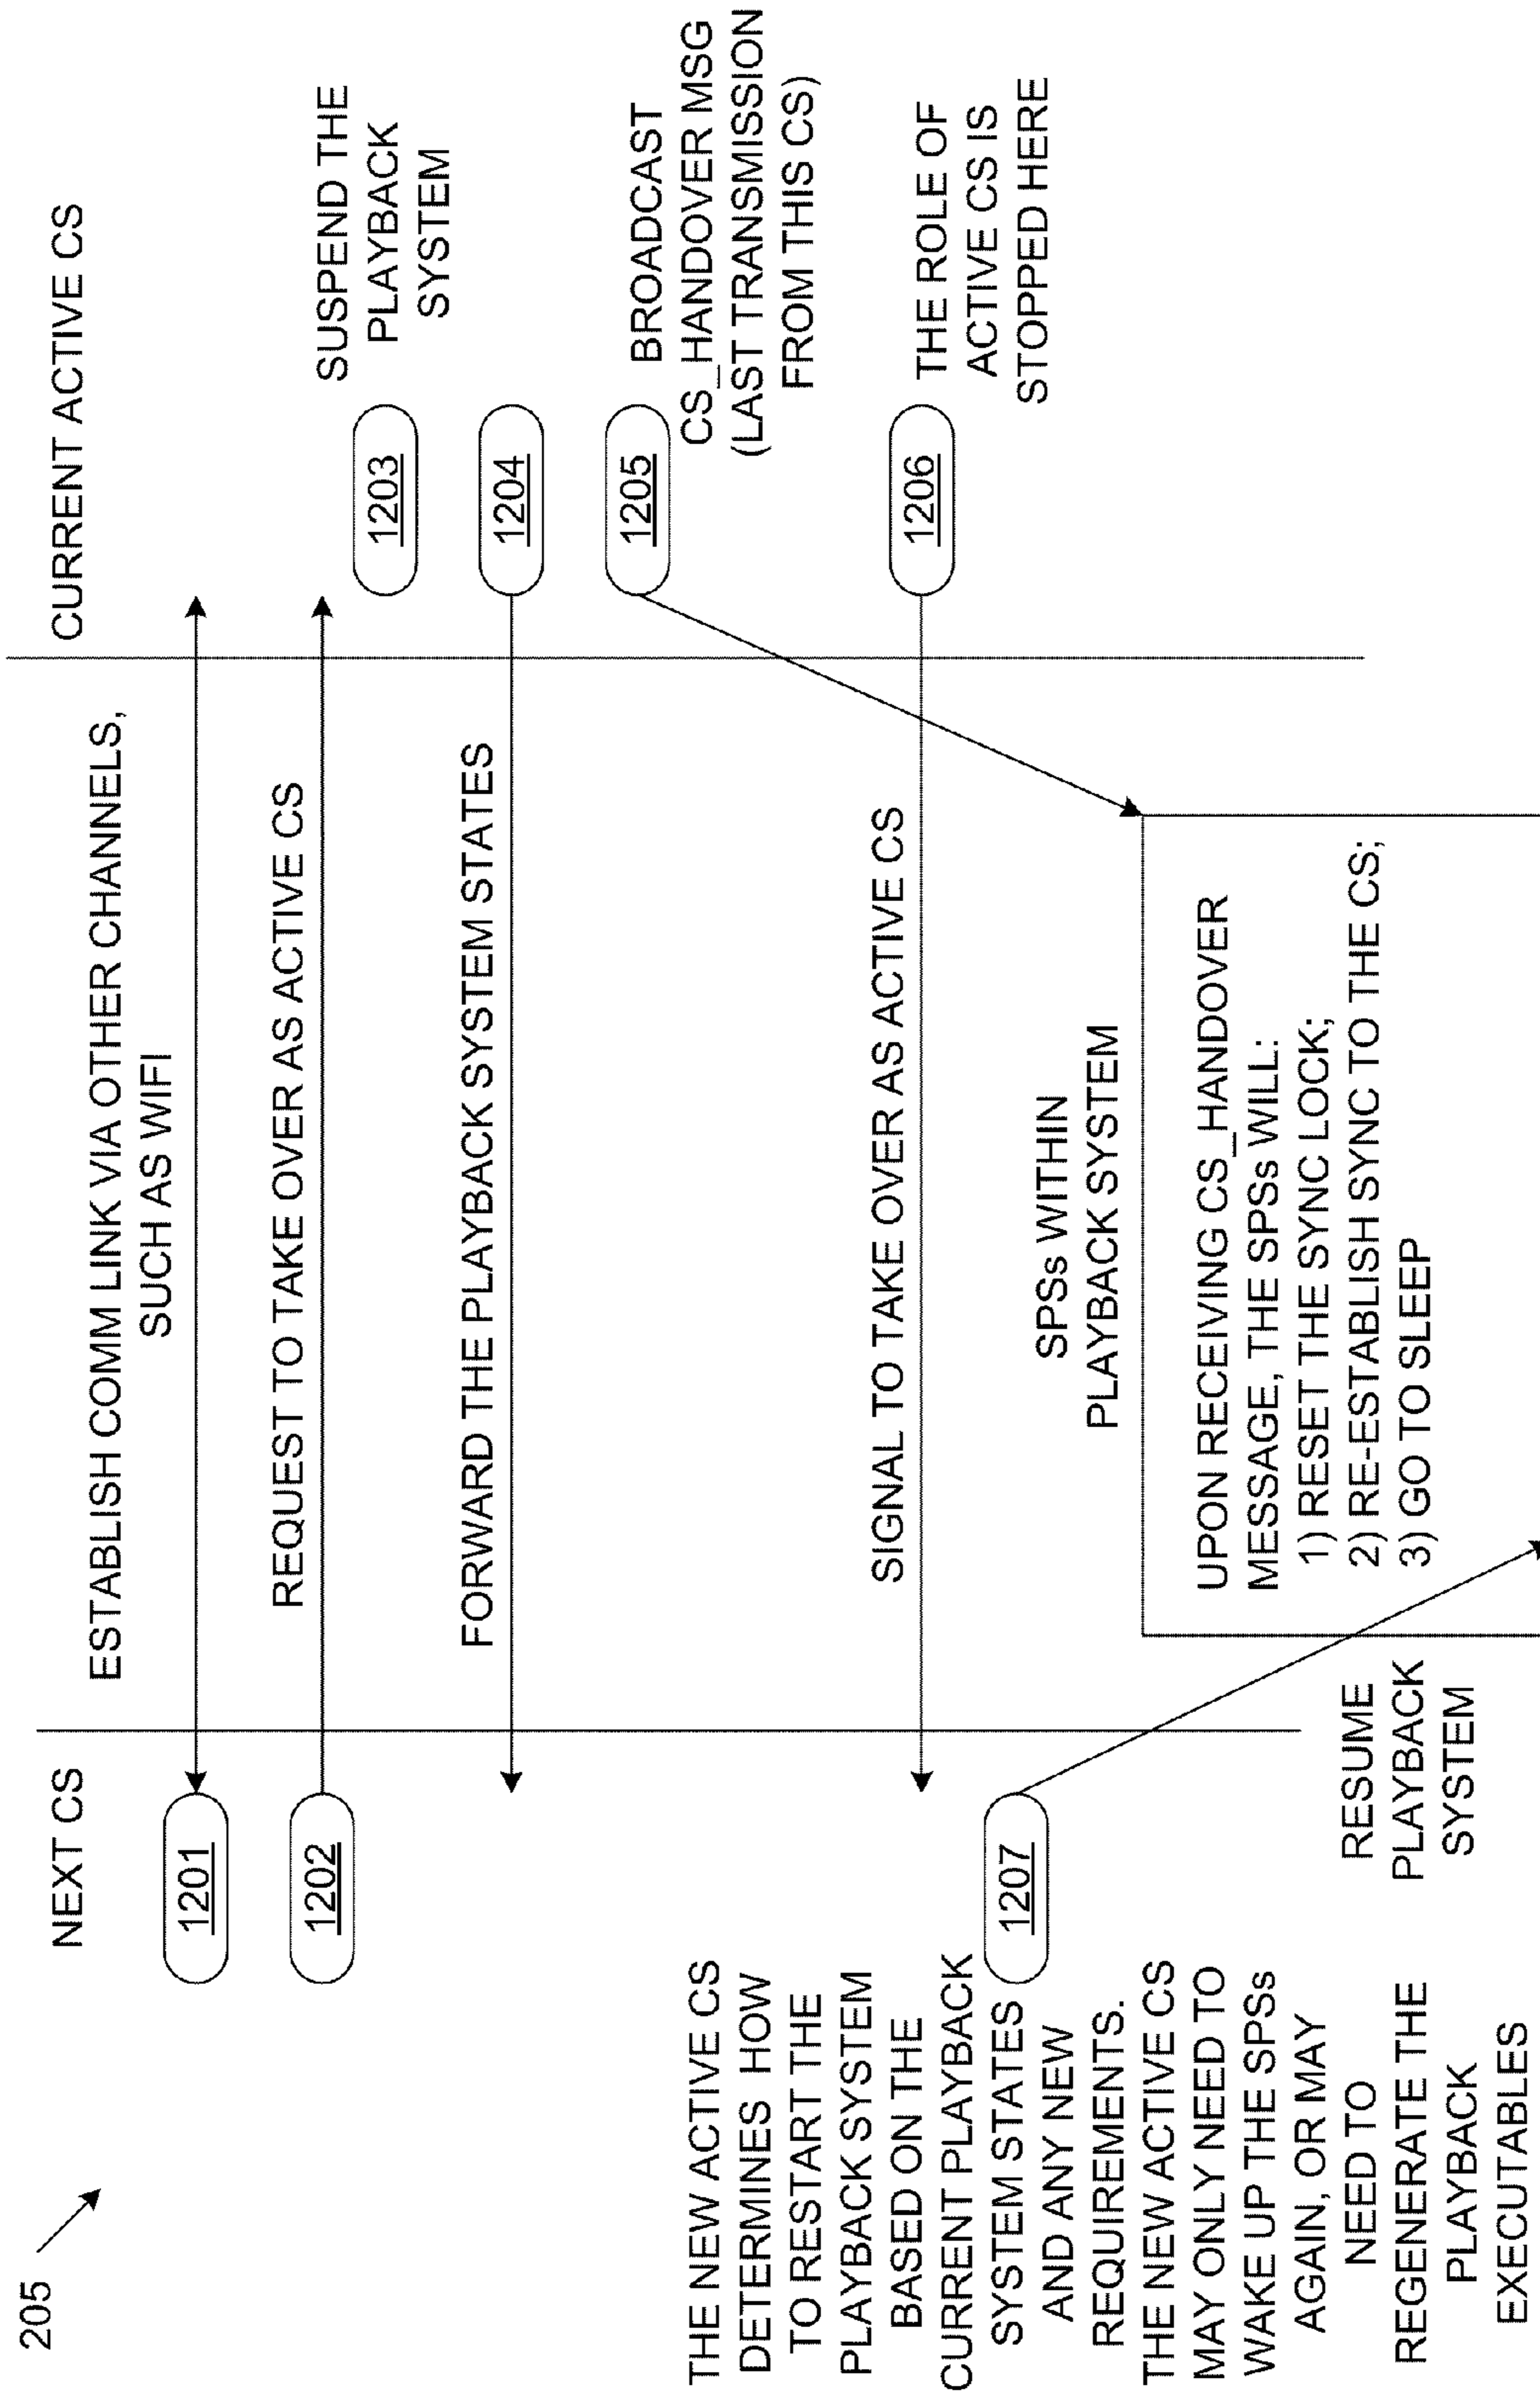 205
NEXT CS
CURRENT ACTIVE CS
ESTABLISH COMM LINK VIA OTHER CHANNELS,
SUCH AS WIFI
1201
REQUEST TO TAKE OVER AS ACTIVE CS
1202
SUSPEND THE
PLAYBACK
SYSTEM
1203
FORWARD THE PLAYBACK SYSTEM STATES
1204
BROADCAST
CS_HANDOVER MSG
(LAST TRANSMISSION
FROM THIS CS)
1205
SIGNAL TO TAKE OVER AS ACTIVE CS
1206
THE ROLE OF
ACTIVE CS IS
STOPPED HERE
THE NEW ACTIVE CS
DETERMINES HOW
TO RESTART THE
PLAYBACK SYSTEM
BASED ON THE
CURRENT PLAYBACK
SYSTEM STATES
AND ANY NEW
REQUIREMENTS.
THE NEW ACTIVE CS
MAY ONLY NEED TO
WAKE UP THE SPSs
AGAIN, OR MAY
NEED TO
REGENERATE THE
PLAYBACK
EXECUTABLES
1207
SPSs WITHIN
PLAYBACK SYSTEM
UPON RECEIVING CS_HANDOVER
MESSAGE, THE SPSs WILL:
1) RESET THE SYNC LOCK;
2) RE-ESTABLISH SYNC TO THE CS;
3) GO TO SLEEP
RESUME
PLAYBACK
SYSTEM